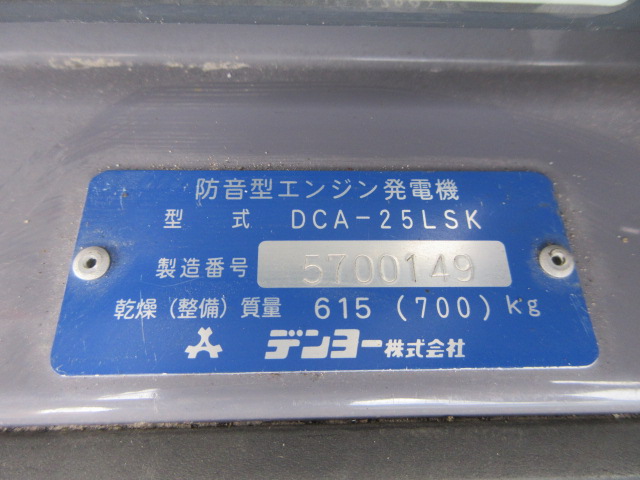 防音型エンジン発電機
型式 DCA-25LSK
製造番号 5700149
乾燥(整備)質量 615 (700) kg
デンヨー株式会社